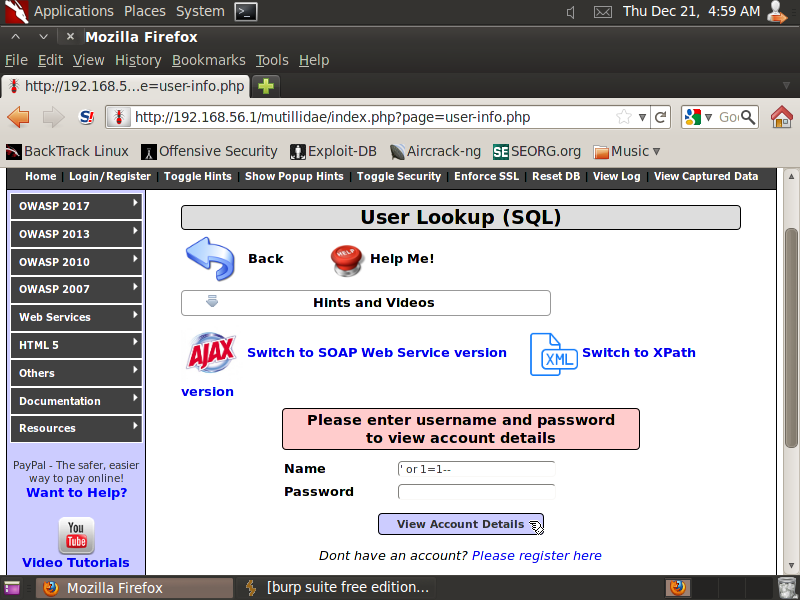 Applications Places System >_ Thu Dec 21, 4:59 AM
Mozilla Firefox
File Edit View History Bookmarks Tools Help
http://192.168.5...e=user-info.php
S! http://192.168.56.1/mutillidae/index.php?page=user-info.php Goo
BackTrack Linux Offensive Security Exploit-DB Aircrack-ng SE SEORG.org Music
Home | Login/Register | Toggle Hints | Show Popup Hints | Toggle Security | Enforce SSL | Reset DB | View Log | View Captured Data
OWASP 2017
OWASP 2013
OWASP 2010
OWASP 2007
Web Services
HTML 5
Others
Documentation
Resources
PayPal - The safer, easier
way to pay online!
Want to Help?
You
Tube
Video Tutorials
User Lookup (SQL)
Back HELP Help Me!
Hints and Videos
AJAX Switch to SOAP Web Service version XML Switch to XPath
version
Please enter username and password
to view account details
Name ' or 1=1--
Password
View Account Details
Dont have an account? Please register here
Mozilla Firefox [burp suite free edition...